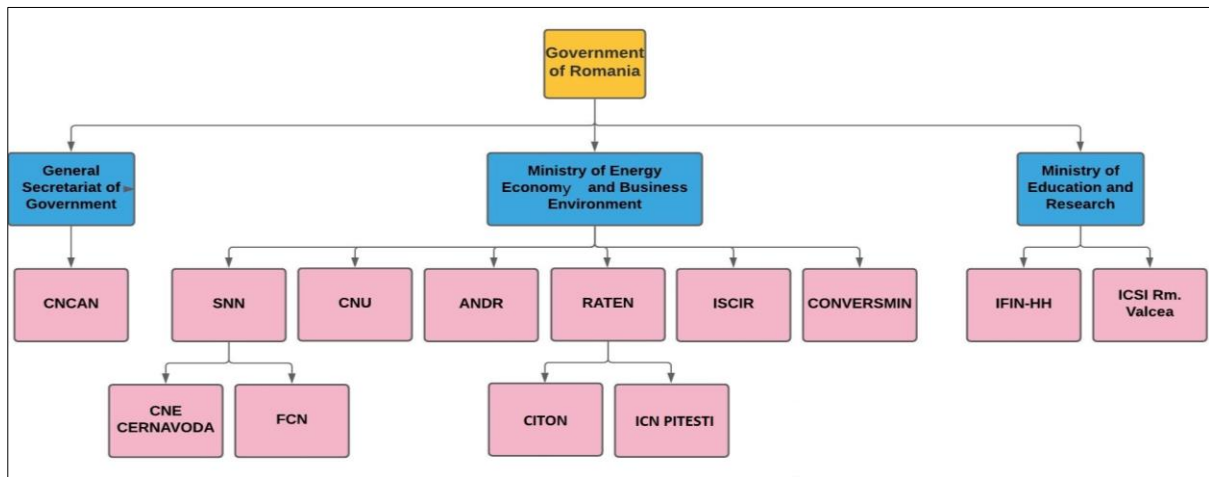 Government
of Romania
General
Secretariat of
Government
Ministry of Energy
Economy and Business
Environment
Ministry of
Education and
Research
CNCAN
SNN
CNU
ANDR
RATEN
ISCIR
CONVERSMIN
IFIN-HH
ICSI Rm.
Valcea
CNE
CERNAVODA
FCN
CITON
ICN PITESTI